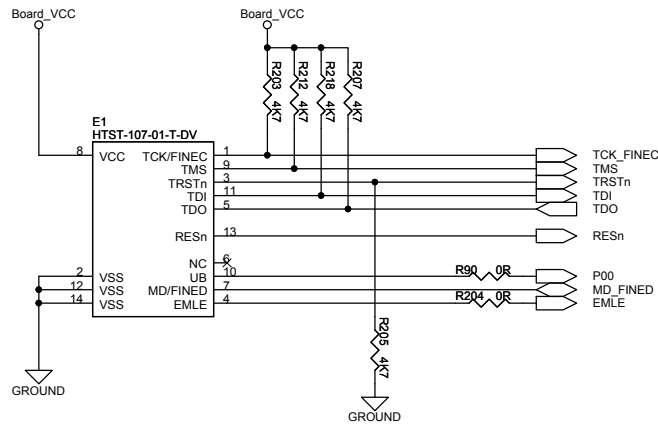 Board_VCC
Board_VCC
R203 4K7
R212 4K7
R218 4K7
R207 4K7
E1
HTST-107-01-T-DV
8 VCC TCK/FINEC 1 TCK_FINEC
TMS 9 TMS
TRSTn 3 TRSTn
TDI 11 TDI
TDO 5 TDO
RESn 13 RESn
NC 6
2 VSS UB 10 R90 0R P00
12 VSS MD/FINED 7 MD_FINED
14 VSS EMLE 4 R204 0R EMLE
R205 4K7
GROUND
GROUND